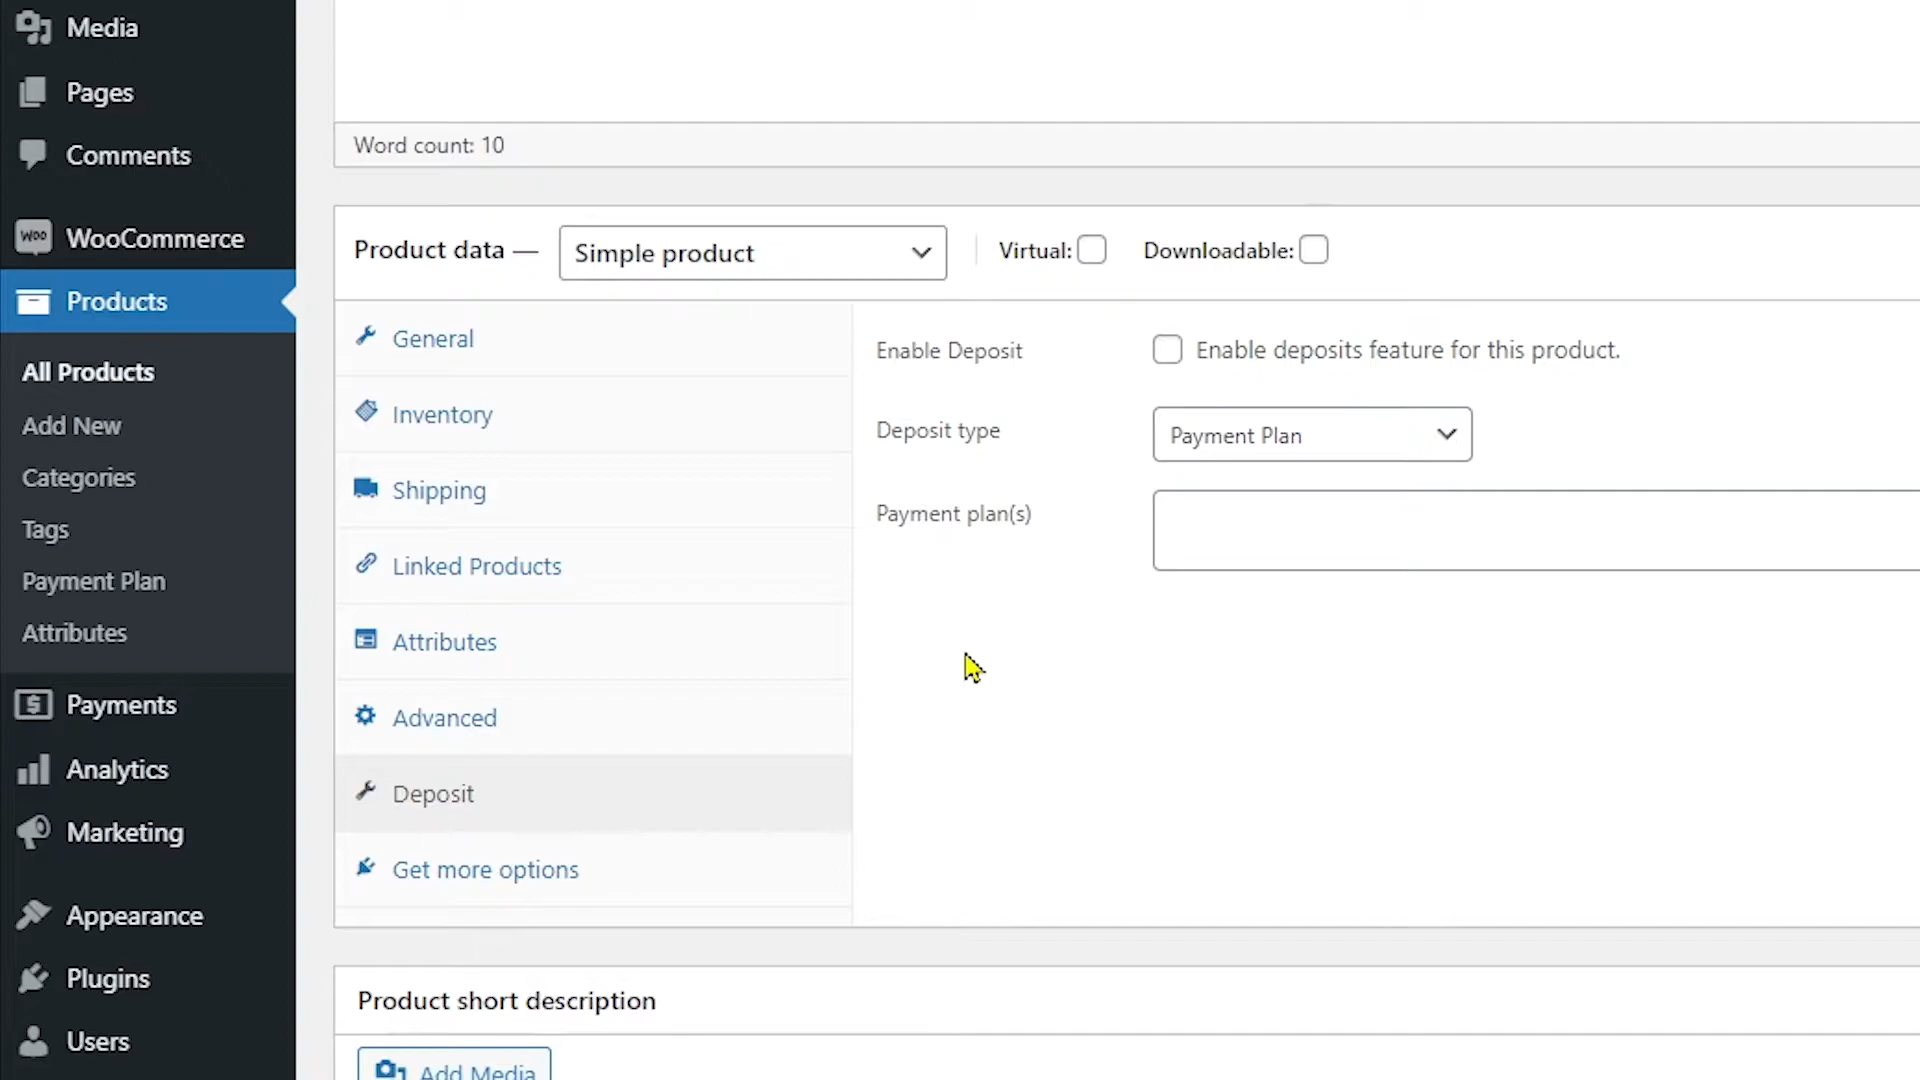 Media
Pages
Comments
WOO WooCommerce
Products
All Products
Add New
Categories
Tags
Payment Plan
Attributes
Payments
Analytics
Marketing
Appearance
Plugins
Users
Word count: 10
Product data — Simple product Virtual: Downloadable:
General
Inventory
Shipping
Linked Products
Attributes
Advanced
Deposit
Get more options
Enable Deposit Enable deposits feature for this product.
Deposit type Payment Plan
Payment plan(s)
Product short description
Add Media